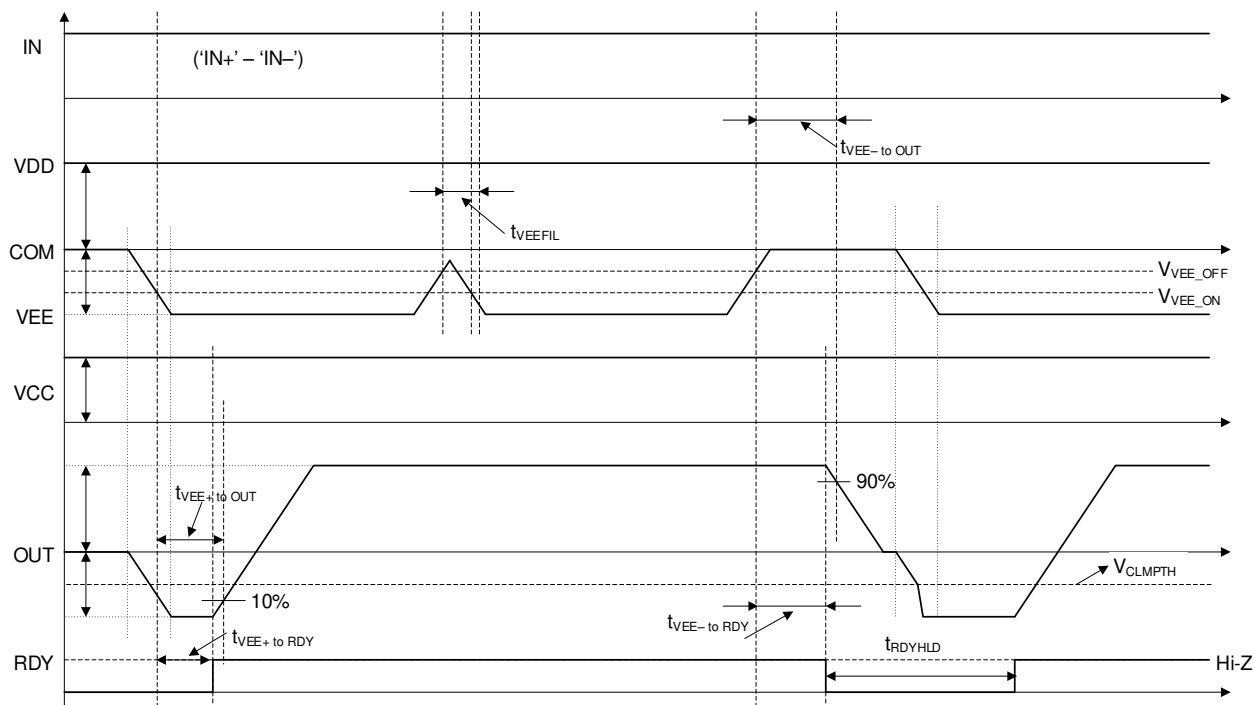 IN
('IN+' – 'IN–')
tVEE– to OUT
VDD
tVEEFIL
COM
VVEE_OFF
VVEE_ON
VEE
VCC
90%
tVEE+ to OUT
OUT
VCLMPTH
10%
tVEE+ to RDY
tVEE– to RDY
tRDYHLD
RDY
Hi-Z